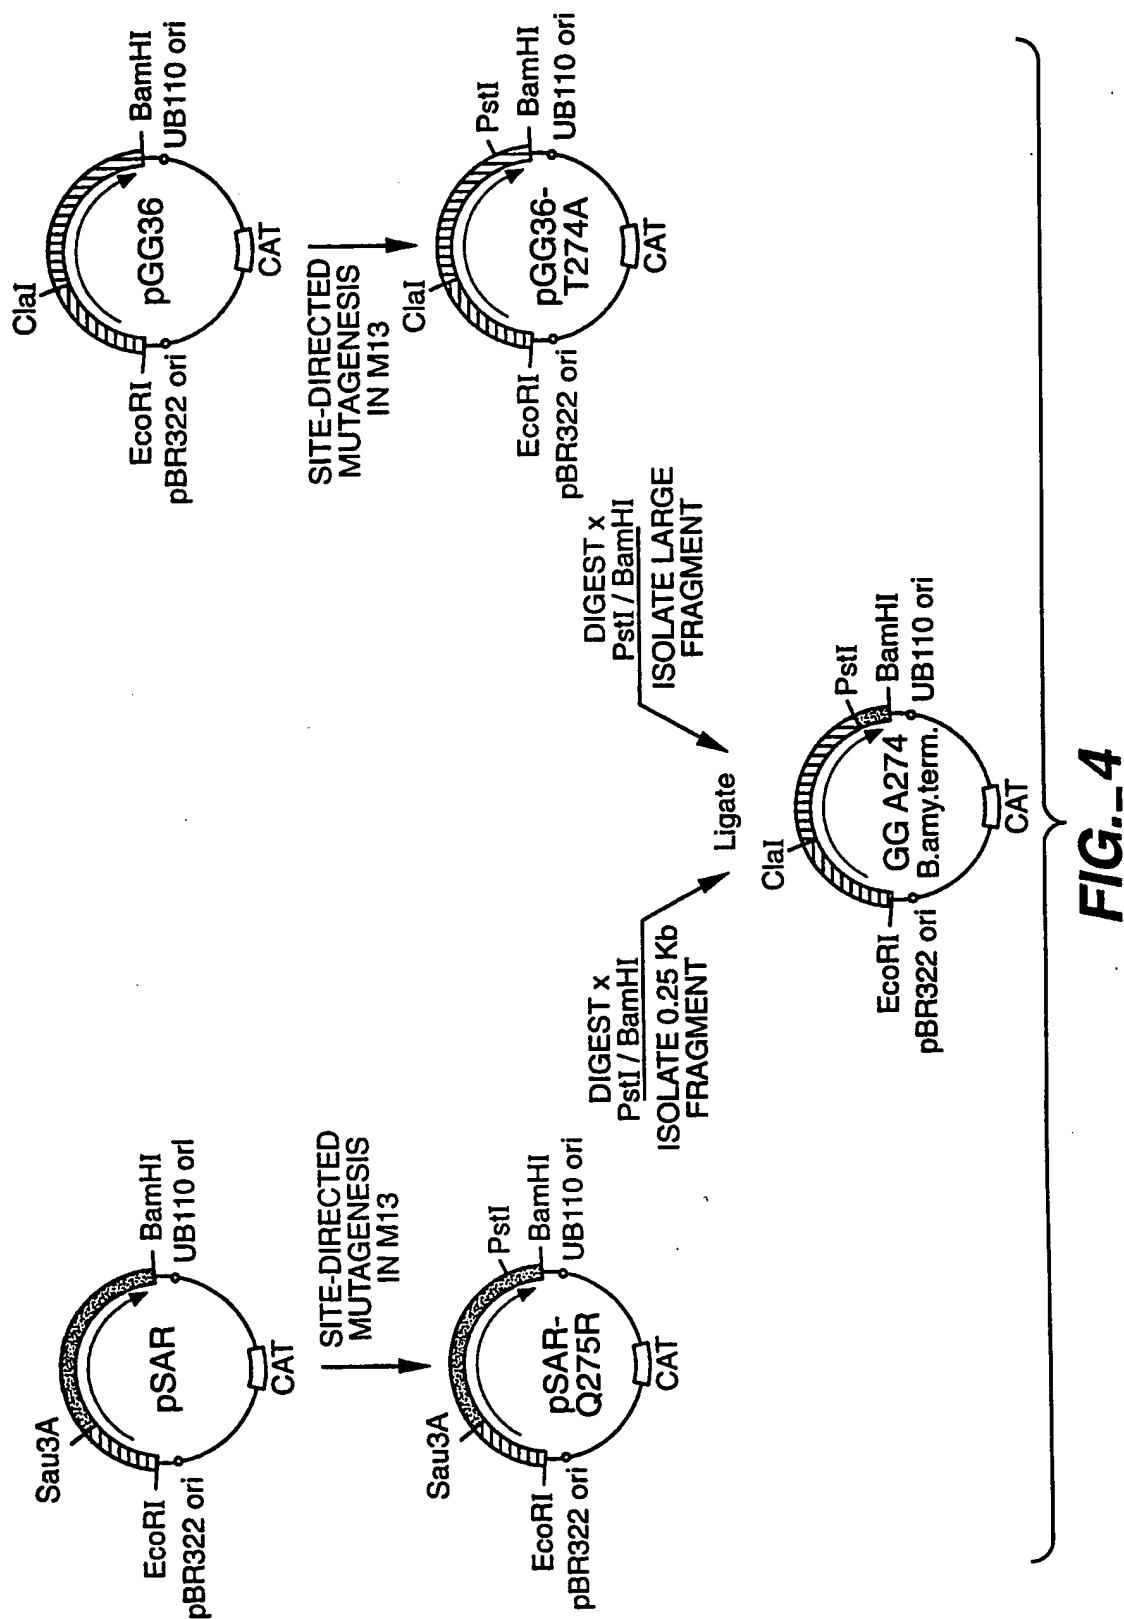 Sau3A
EcoRI
pBR322 ori
pSAR
BamHI
UB110 orI
CAT
SITE-DIRECTED
MUTAGENESIS
IN M13
Sau3A
EcoRI
pBR322 ori
pSAR-
Q275R
PstI
BamHI
UB110 ori
CAT
ClaI
EcoRI
pBR322 ori
pGG36
BamHI
UB110 ori
CAT
SITE-DIRECTED
MUTAGENESIS
IN M13
ClaI
EcoRI
pBR322 ori
pGG36-
T274A
PstI
BamHI
UB110 ori
CAT
DIGEST x
PstI / BamHI
ISOLATE 0.25 Kb
FRAGMENT
DIGEST x
PstI / BamHI
ISOLATE LARGE
FRAGMENT
Ligate
ClaI
EcoRI
pBR322 ori
GG A274
B.amy.term.
PstI
BamHI
UB110 ori
CAT
FIG._4